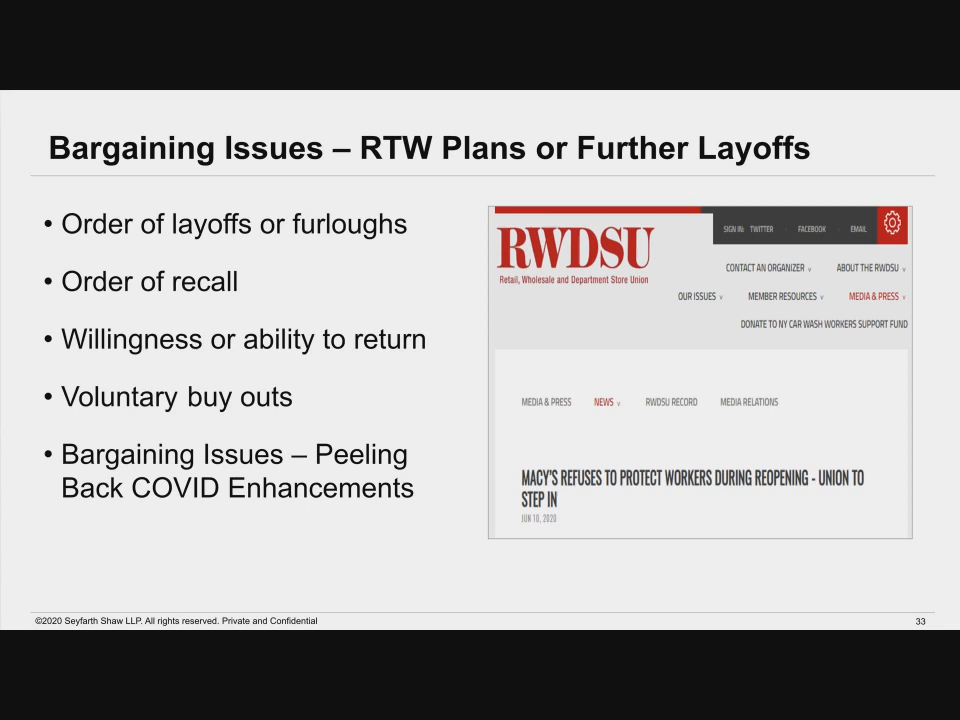 Bargaining Issues – RTW Plans or Further Layoffs
• Order of layoffs or furloughs
• Order of recall
• Willingness or ability to return
• Voluntary buy outs
• Bargaining Issues – Peeling
Back COVID Enhancements
SIGN IN: TWITTER FACEBOOK EMAIL
RWDSU
Retail, Wholesale and Department Store Union
CONTACT AN ORGANIZER ∨ ABOUT THE RWDSU ∨
OUR ISSUES ∨ MEMBER RESOURCES ∨ MEDIA & PRESS ∨
DONATE TO NY CAR WASH WORKERS SUPPORT FUND
MEDIA & PRESS NEWS ∨ RWDSU RECORD MEDIA RELATIONS
MACY'S REFUSES TO PROTECT WORKERS DURING REOPENING - UNION TO
STEP IN
JUN 10, 2020
©2020 Seyfarth Shaw LLP. All rights reserved. Private and Confidential
33